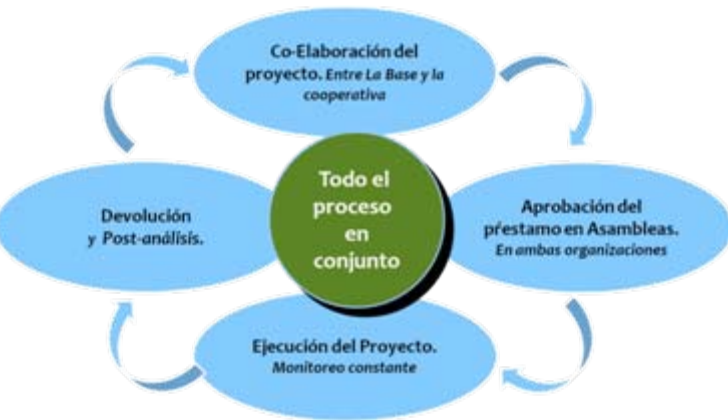 Co-Elaboración del
proyecto. Entre La Base y la
cooperativa
Aprobación del
pŕestamo en Asambleas.
En ambas organizaciones
Ejecución del Proyecto.
Monitoreo constante
Devolución
y Post-análisis.
Todo el
proceso
en
conjunto